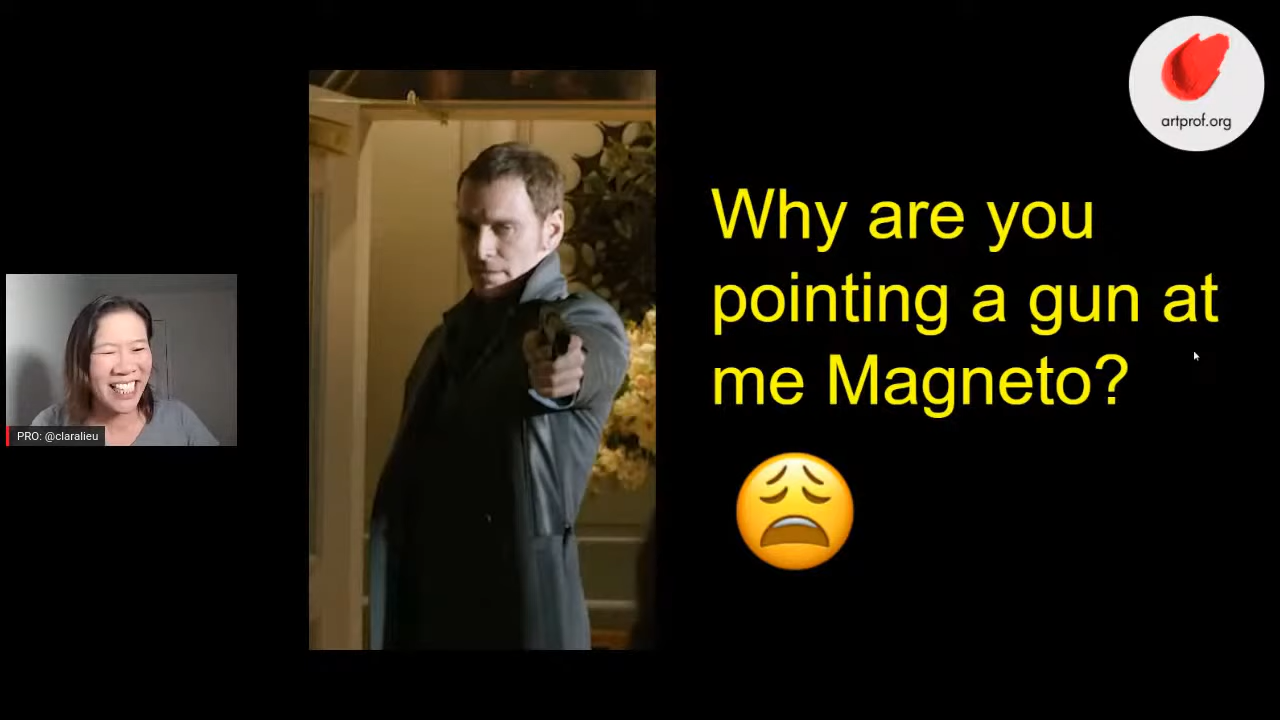 artprof.org
Why are you
pointing a gun at
me Magneto?
PRO: @claralieu